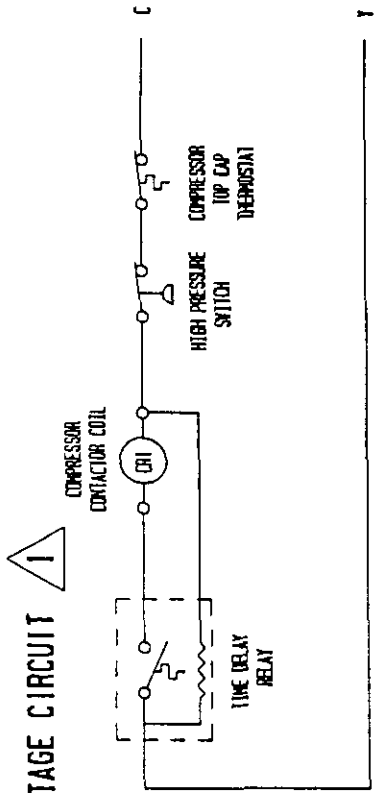 TAGE CIRCUIT
1
COMPRESSOR
CONTACTOR COIL
CR1
TIME DELAY
RELAY
HIGH PRESSURE
SWITCH
COMPRESSOR
TOP CAP
THERMOSTAT
C
Y